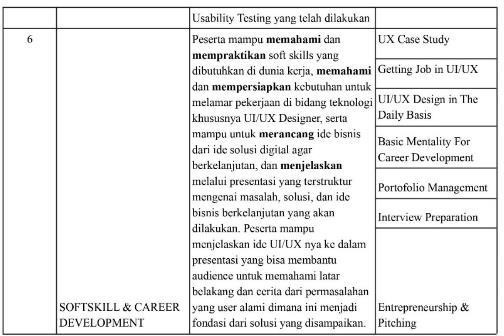 Usability Testing yang telah dilakukan
6
SOFTSKILL & CAREER
DEVELOPMENT
Peserta mampu memahami dan
mempraktikan soft skills yang
dibutuhkan di dunia kerja, memahami
dan mempersiapkan kebutuhan untuk
melamar pekerjaan di bidang teknologi
khususnya UI/UX Designer, serta
mampu untuk merancang ide bisnis
dari ide solusi digital agar
berkelanjutan, dan menjelaskan
melalui presentasi yang terstruktur
mengenai masalah, solusi, dan ide
bisnis berkelanjutan yang akan
dilakukan. Peserta mampu
menjelaskan ide UI/UX nya ke dalam
presentasi yang bisa membantu
audience untuk memahami latar
belakang dan cerita dari permasalahan
yang user alami dimana ini menjadi
fondasi dari solusi yang disampaikan.
UX Case Study
Getting Job in UI/UX
UI/UX Design in The
Daily Basis
Basic Mentality For
Career Development
Portofolio Management
Interview Preparation
Entrepreneurship &
Pitching